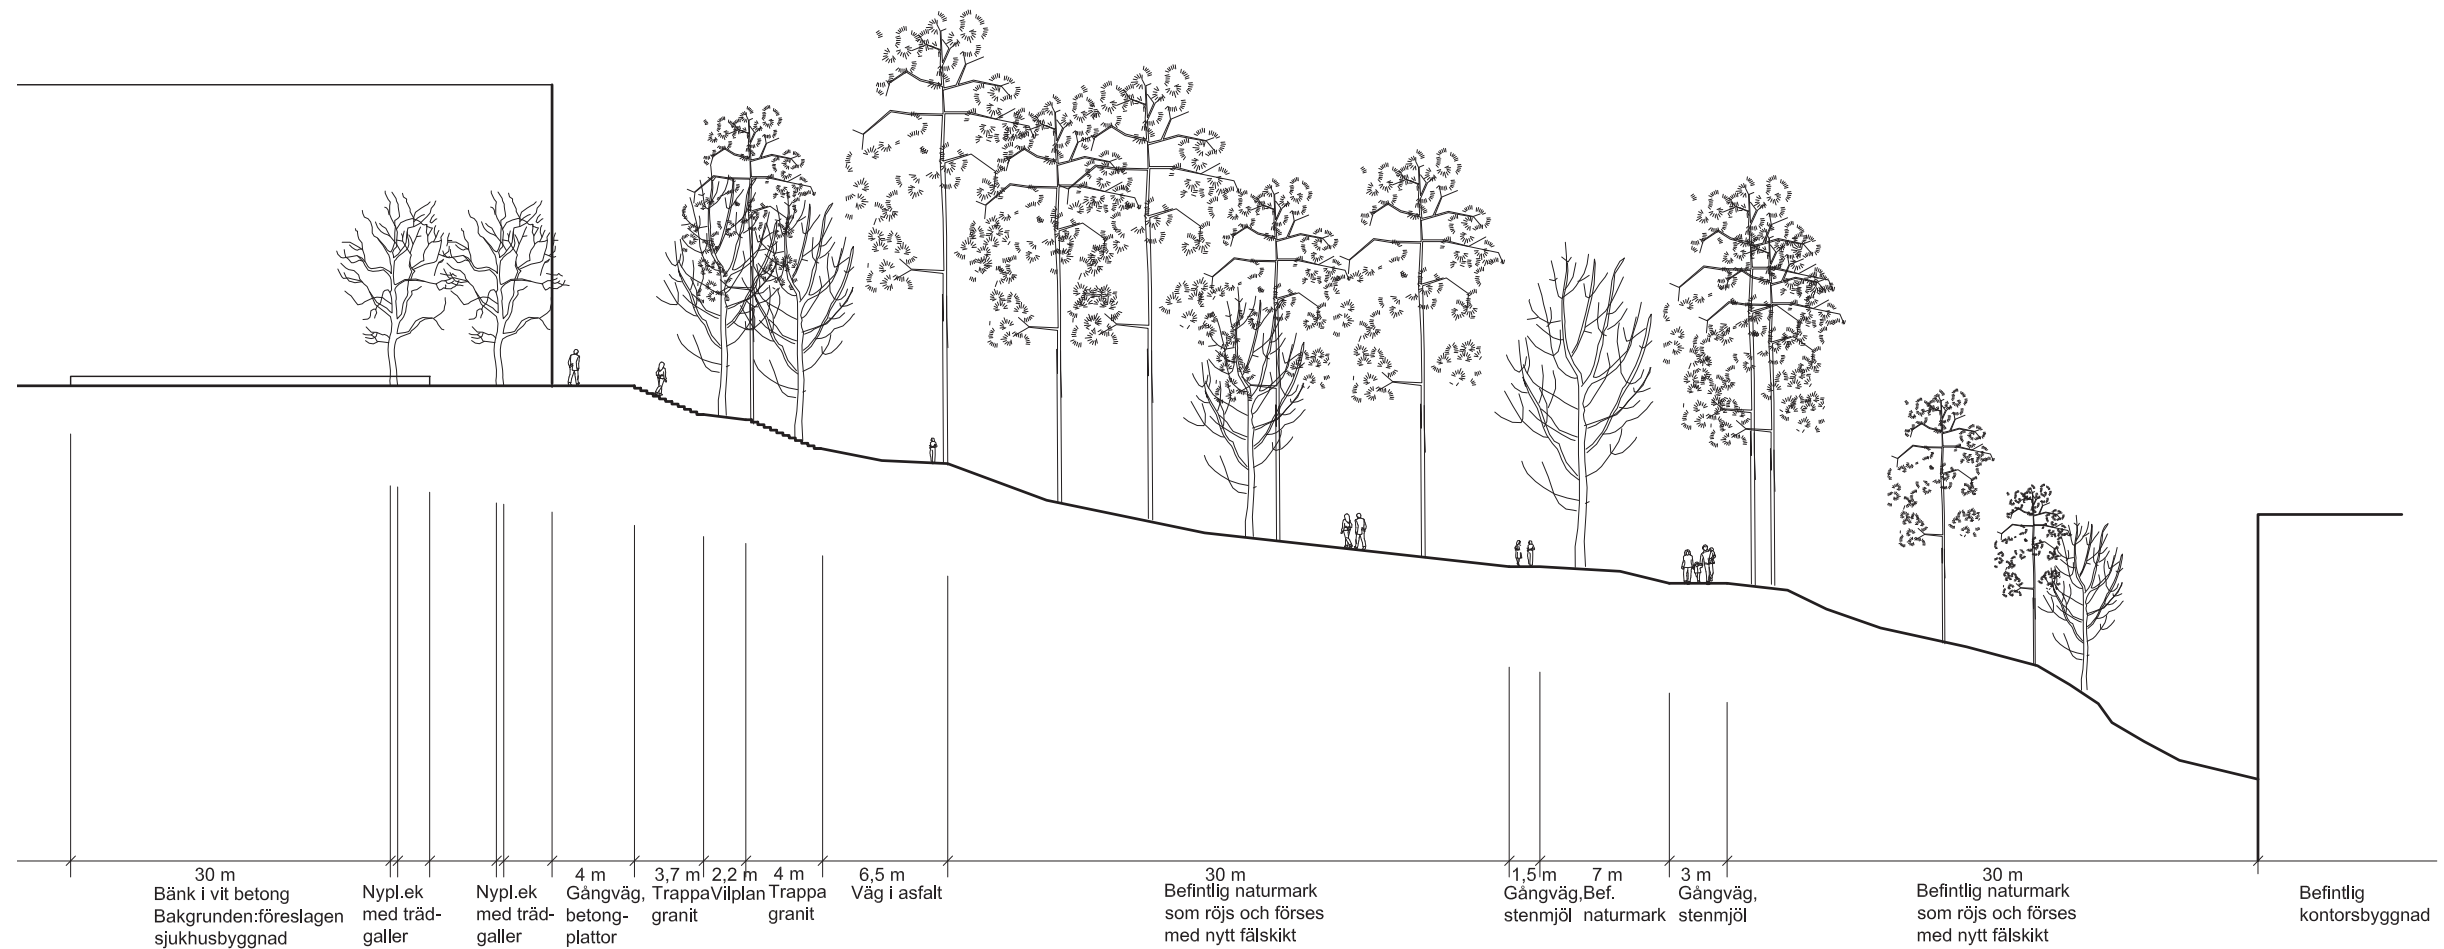 30 m
Bänk i vit betong
Bakgrunden:föreslagen
sjukhusbyggnad
Nypl.ek
med träd-
galler
Nypl.ek
med träd-
galler
4 m
Gångväg,
betong-
plattor
3,7 m
Trappa
granit
2,2 m
Vilplan
4 m
Trappa
granit
6,5 m
Väg i asfalt
30 m
Befintlig naturmark
som röjs och förses
med nytt fälskikt
1,5 m
Gångväg,
stenmjöl
7 m
Bef.
naturmark
3 m
Gångväg,
stenmjöl
30 m
Befintlig naturmark
som röjs och förses
med nytt fälskikt
Befintlig
kontorsbyggnad